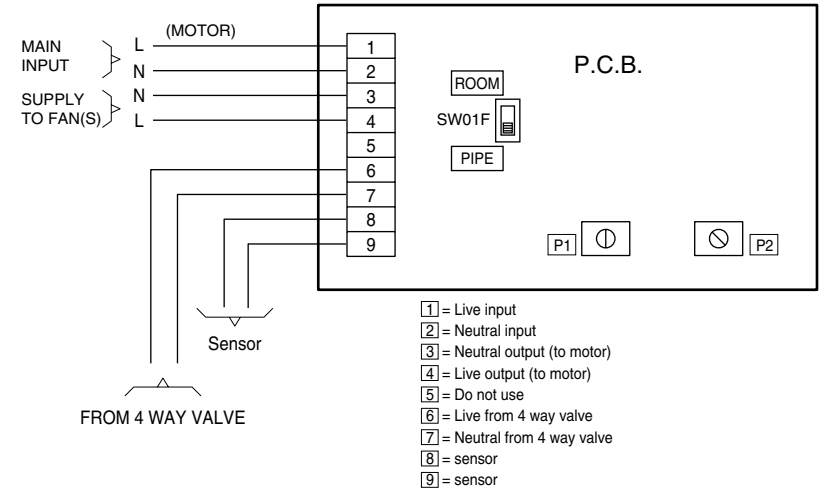 MAIN
INPUT
L
(MOTOR)
N
SUPPLY
TO FAN(S)
N
L
1
2
3
4
5
6
7
8
9
P.C.B.
ROOM
SW01F
PIPE
P1
P2
Sensor
FROM 4 WAY VALVE
1 = Live input
2 = Neutral input
3 = Neutral output (to motor)
4 = Live output (to motor)
5 = Do not use
6 = Live from 4 way valve
7 = Neutral from 4 way valve
8 = sensor
9 = sensor